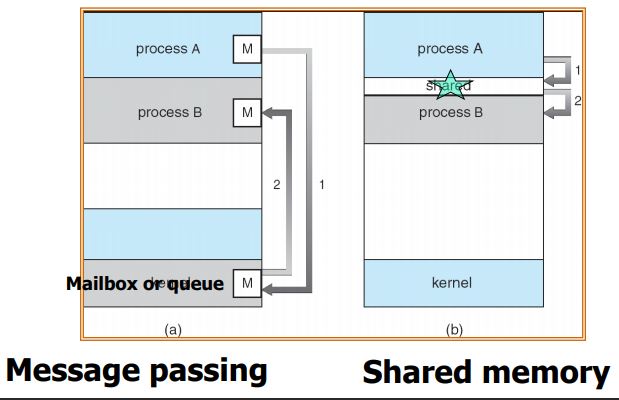 process A
M
process B
M
2
1
Mailbox or queue
M
(a)
Message passing
process A
1
shared
2
process B
kernel
(b)
Shared memory